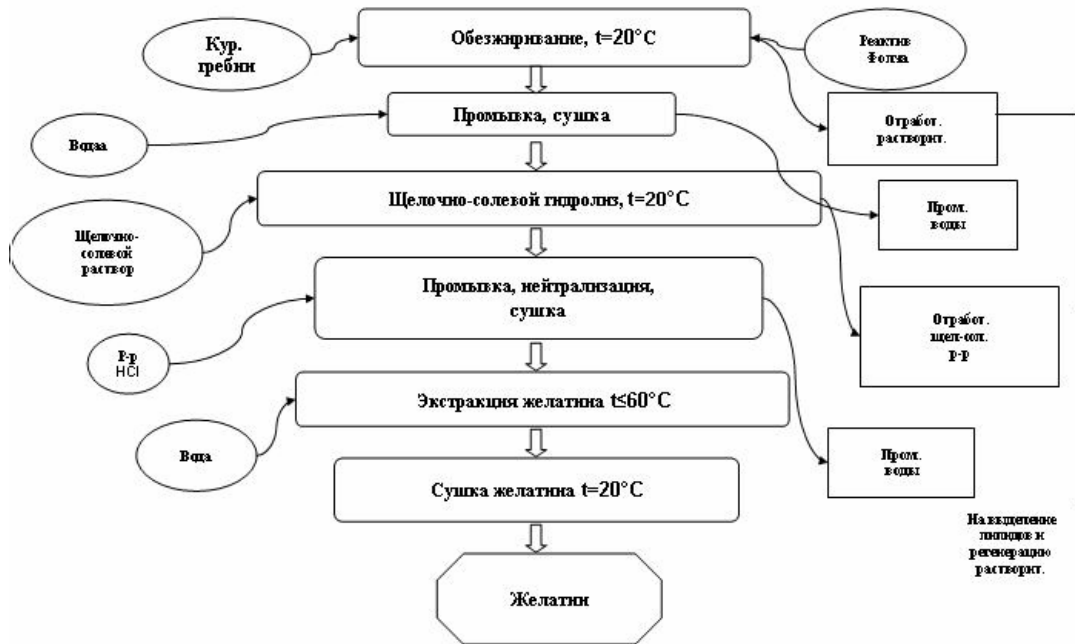 Обезжиривание, t=20°C
Кур.
гребни
Реактив
Фолча
Промывка, сушка
Водаа
Отработ.
растворит.
Щелочно-солевой гидролиз, t=20°C
Пром.
воды
Щелочно-
солевой
раствор
Промывка, нейтрализация,
сушка
Отработ.
щел-сол.
р-р
Р-р
HCl
Экстракция желатина t≤60°C
Вода
Пром.
воды
Сушка желатина t=20°C
На выделение
липидов и
регенерацию
растворит.
Желатин